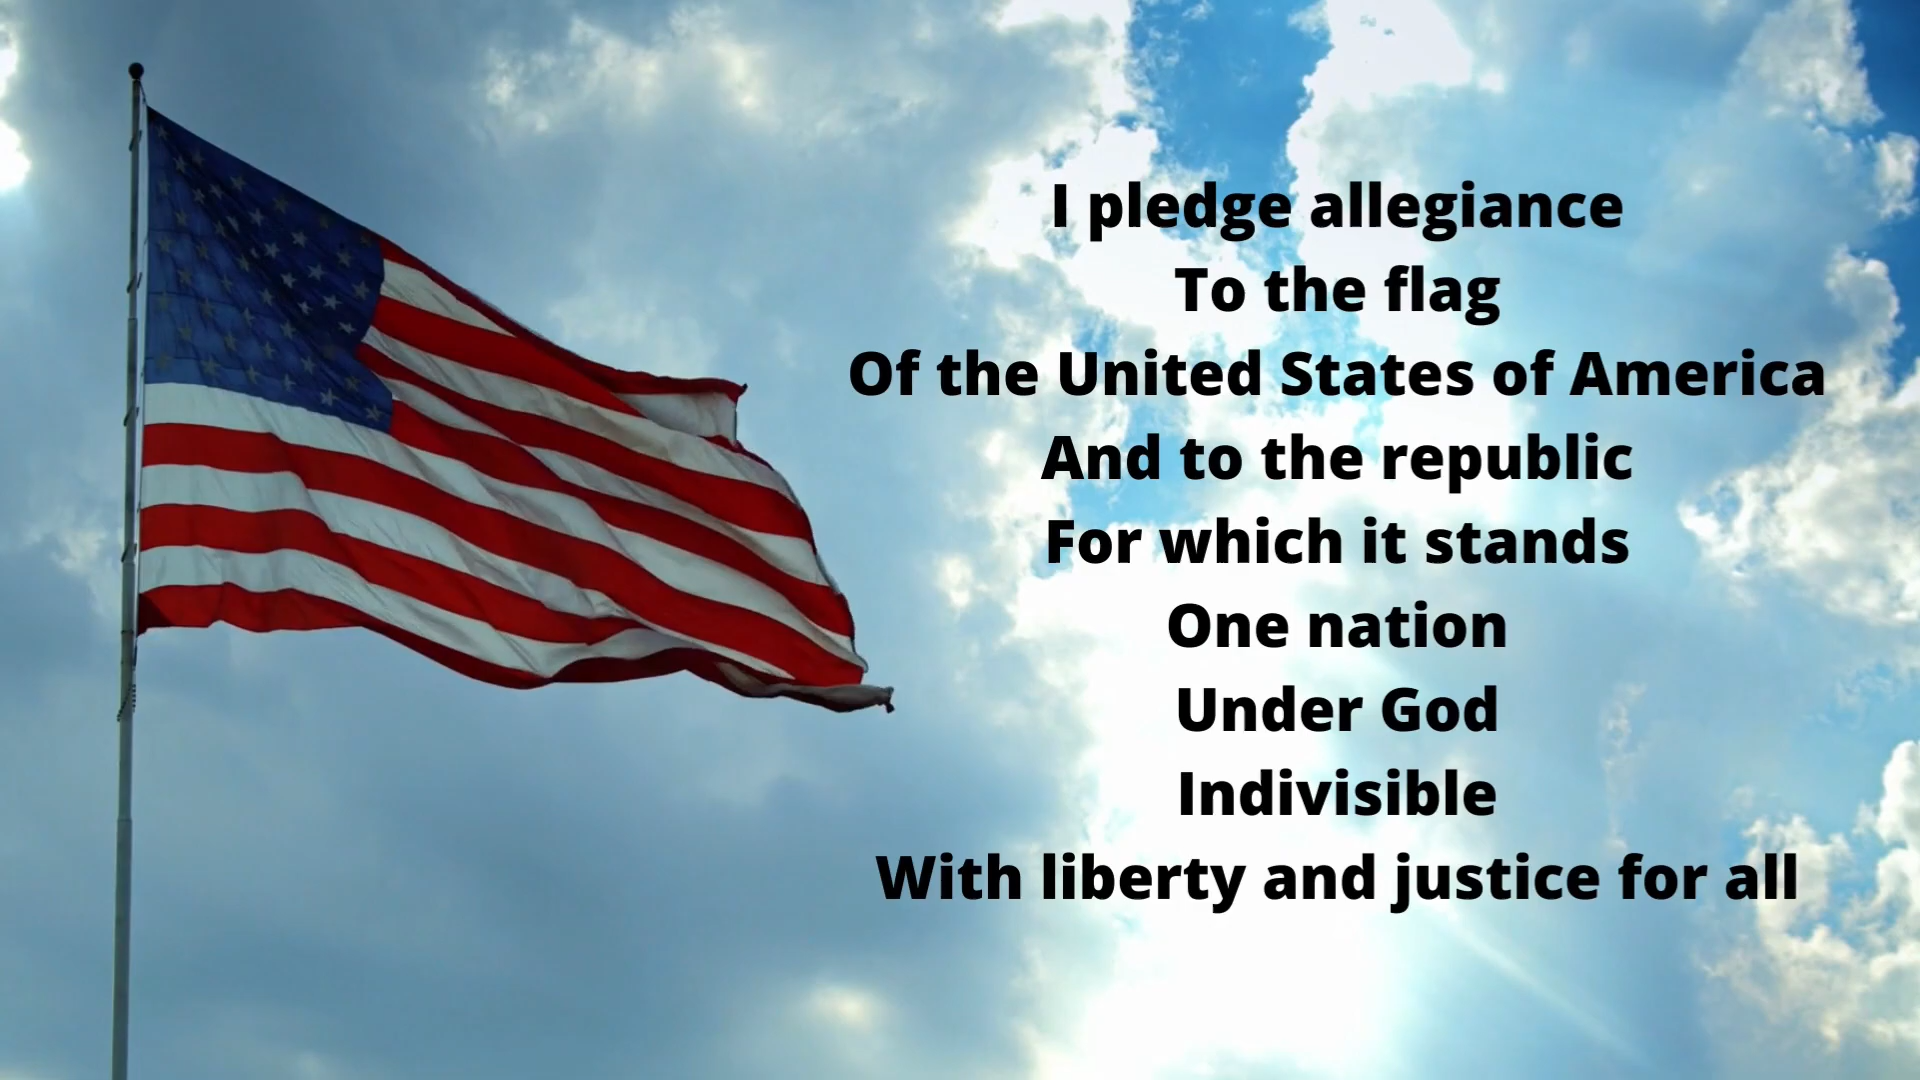 I pledge allegiance
To the flag
Of the United States of America
And to the republic
For which it stands
One nation
Under God
Indivisible
With liberty and justice for all